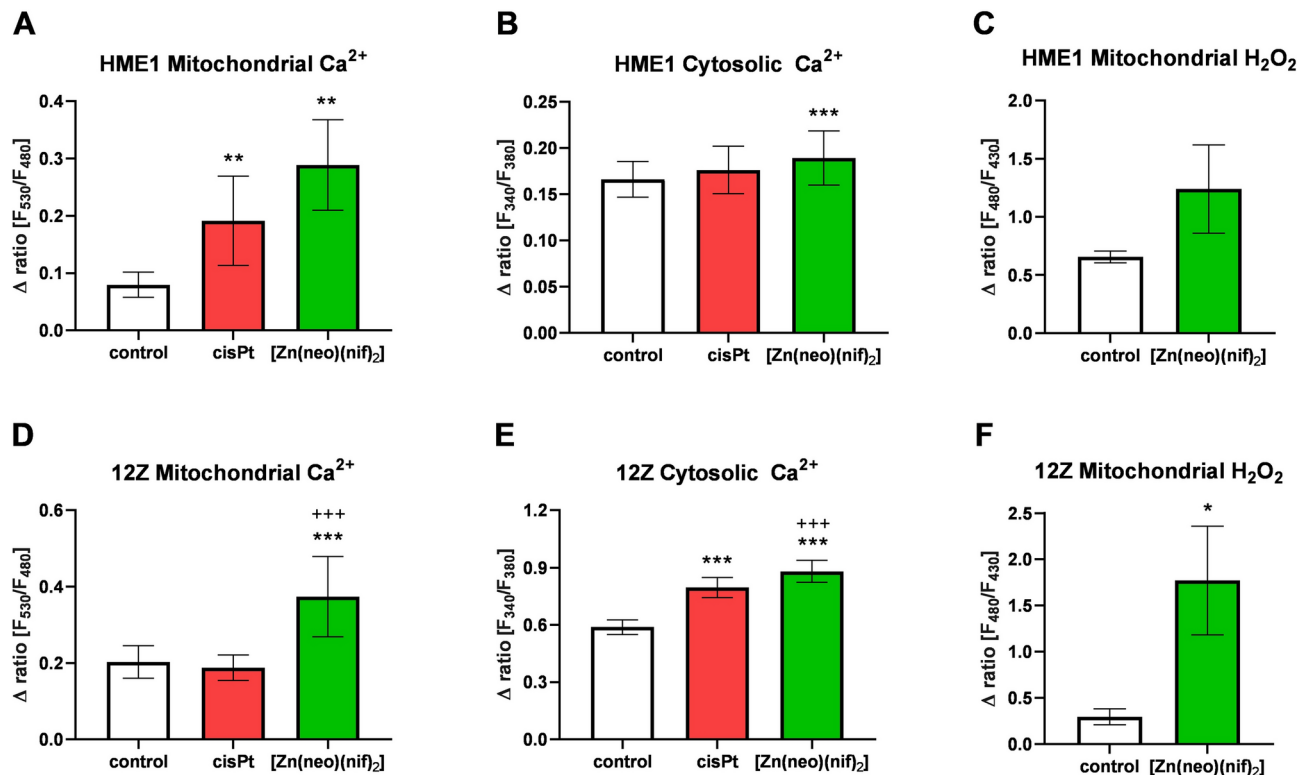 A
HME1 Mitochondrial Ca²⁺
Δ ratio [F₅₃₀/F₄₈₀]
0.4
0.3
0.2
0.1
0.0
**
**
control
cisPt
[Zn(neo)(nif)₂]
B
HME1 Cytosolic Ca²⁺
Δ ratio [F₃₄₀/F₃₈₀]
0.25
0.20
0.15
0.10
0.05
0.00
***
control
cisPt
[Zn(neo)(nif)₂]
C
HME1 Mitochondrial H₂O₂
Δ ratio [F₄₈₀/F₄₃₀]
2.0
1.5
1.0
0.5
0.0
control
[Zn(neo)(nif)₂]
D
12Z Mitochondrial Ca²⁺
Δ ratio [F₅₃₀/F₄₈₀]
0.6
0.4
0.2
0.0
+++
***
control
cisPt
[Zn(neo)(nif)₂]
E
12Z Cytosolic Ca²⁺
Δ ratio [F₃₄₀/F₃₈₀]
1.2
0.9
0.6
0.3
0.0
***
+++
***
control
cisPt
[Zn(neo)(nif)₂]
F
12Z Mitochondrial H₂O₂
Δ ratio [F₄₈₀/F₄₃₀]
2.5
2.0
1.5
1.0
0.5
0.0
*
control
[Zn(neo)(nif)₂]